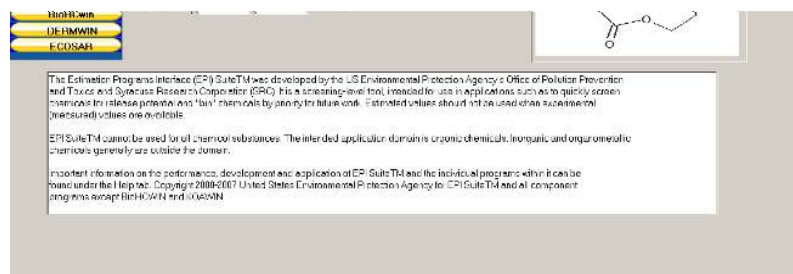 BioHCwin
DERMWIN
ECOSAR
O
O
The Estimation Programs Interface (EPI) SuiteTM was developed by the US Environmental Protection Agency's Office of Pollution Prevention
and Toxics and Syracuse Research Corporation (SRC). It is a screening-level tool, intended for use in applications such as to quickly screen
chemicals for release potential and "bin" chemicals by priority for future work. Estimated values should not be used when experimental
(measured) values are available.
EPI SuiteTM cannot be used for all chemical substances. The intended application domain is organic chemicals. Inorganic and organometallic
chemicals generally are outside the domain.
Important information on the performance, development and application of EPI SuiteTM and the individual programs within it can be
found under the Help tab. Copyright 2000-2007 United States Environmental Protection Agency for EPI SuiteTM and all component
programs except BioHCWIN and KOAWIN.